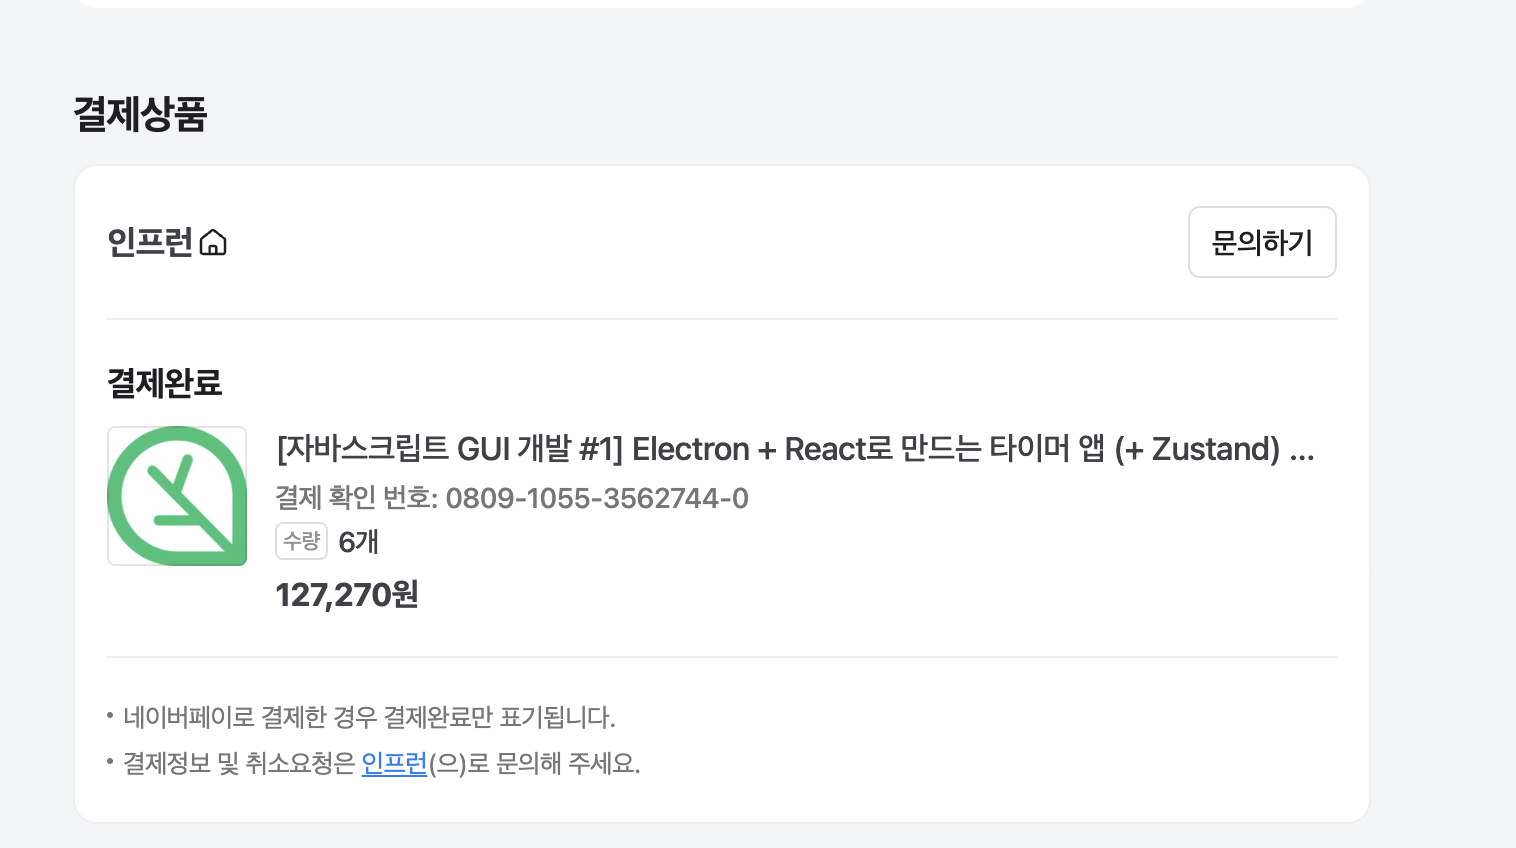 결제상품
인프런
문의하기
결제완료
[자바스크립트 GUI 개발 #1] Electron + React로 만드는 타이머 앱 (+ Zustand) ...
결제 확인 번호: 0809-1055-3562744-0
수량 6개
127,270원
• 네이버페이로 결제한 경우 결제완료만 표기됩니다.
• 결제정보 및 취소요청은 인프런(으)로 문의해 주세요.